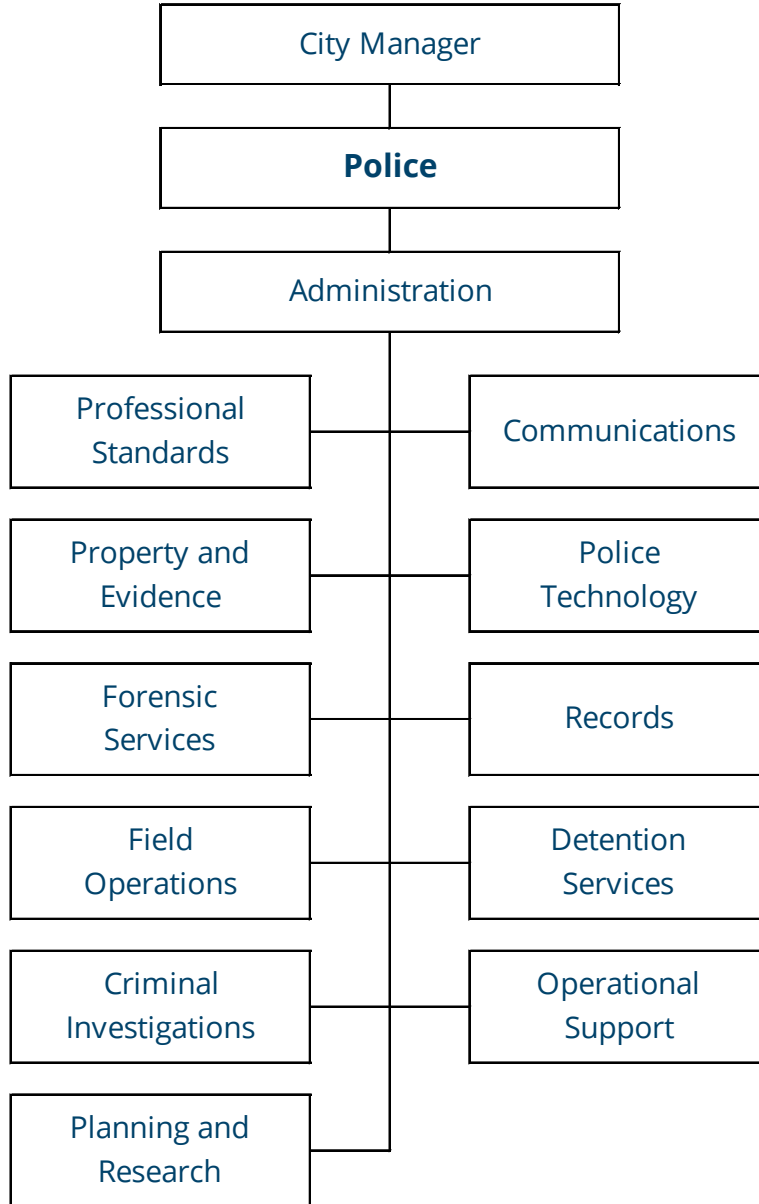 City Manager
Police
Administration
Professional
Standards
Communications
Property and
Evidence
Police
Technology
Forensic
Services
Records
Field
Operations
Detention
Services
Criminal
Investigations
Operational
Support
Planning and
Research